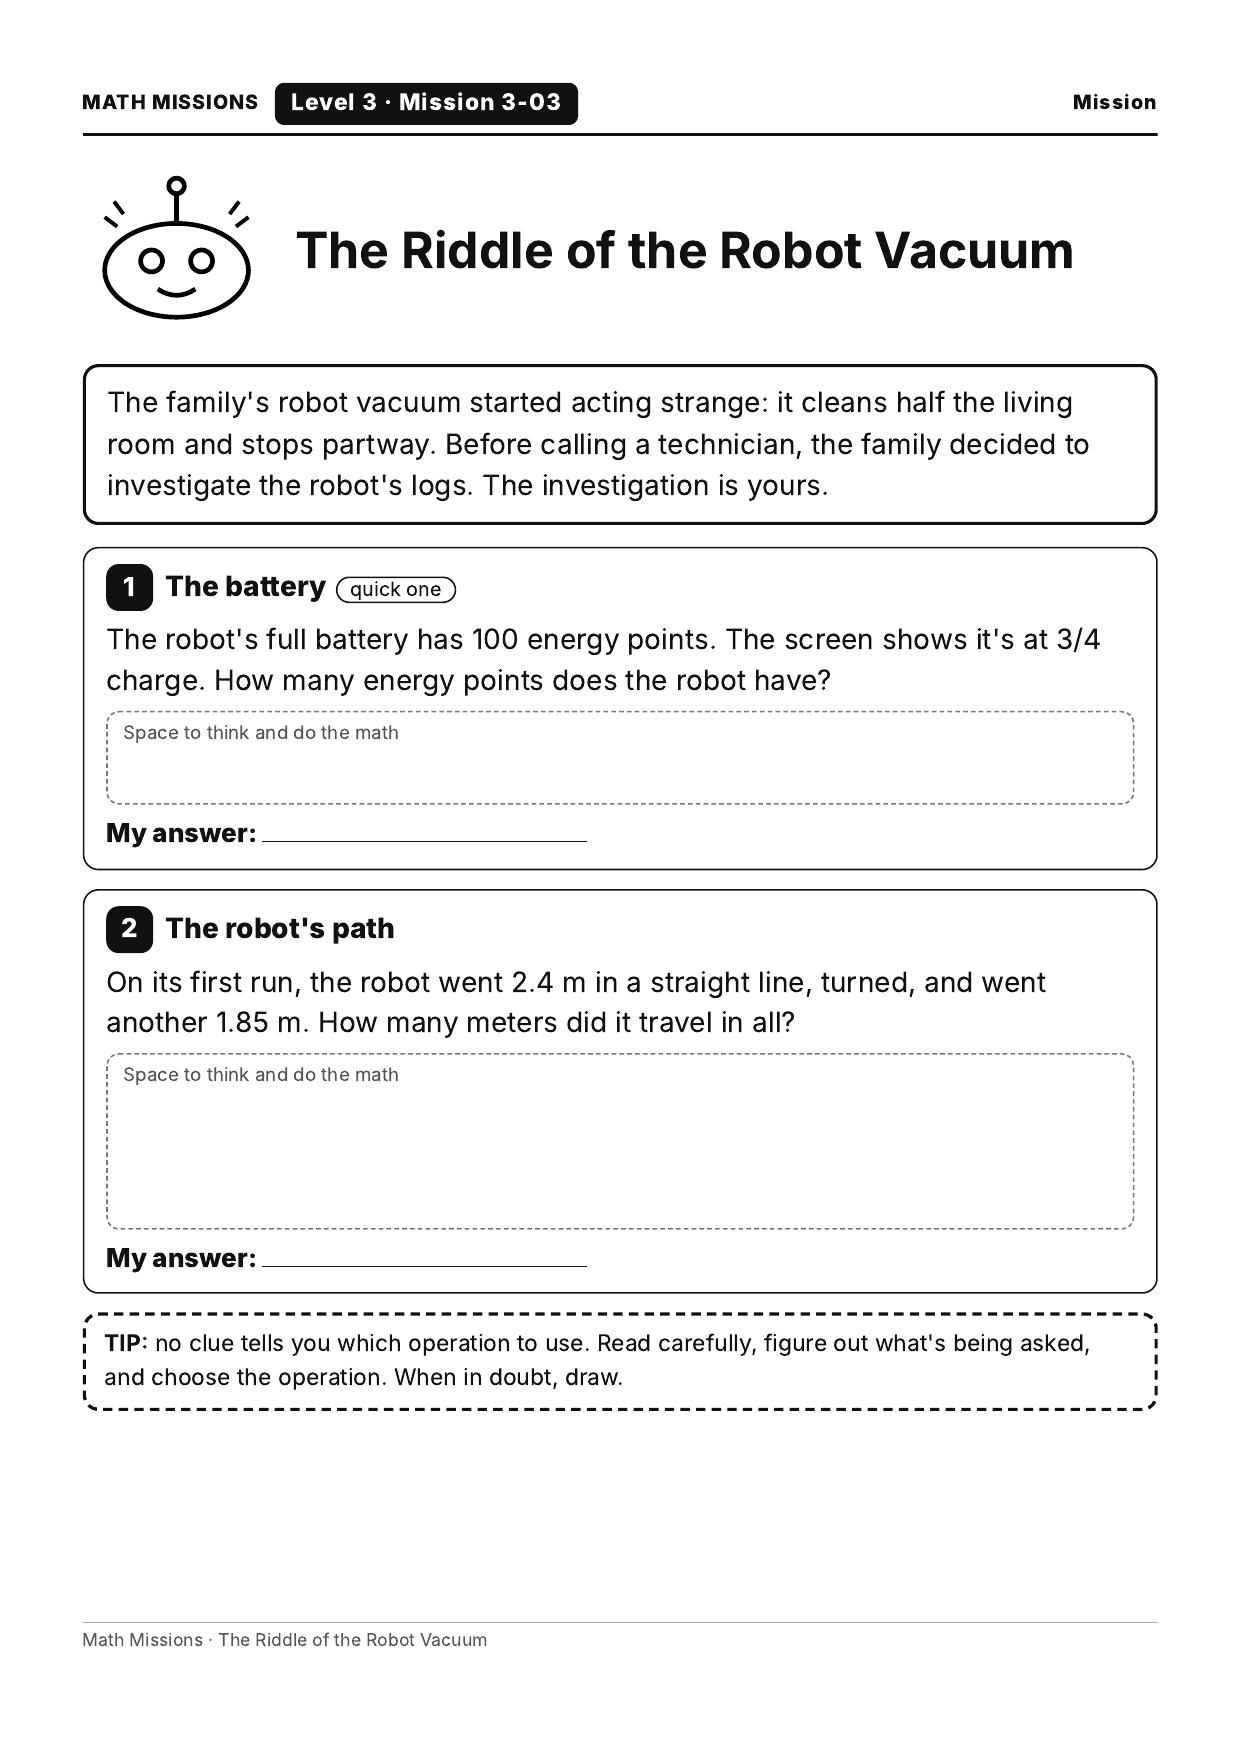 MATH MISSIONS
Level 3 · Mission 3-03
Mission
The Riddle of the Robot Vacuum
The family's robot vacuum started acting strange: it cleans half the living
room and stops partway. Before calling a technician, the family decided to
investigate the robot's logs. The investigation is yours.
1 The battery quick one
The robot's full battery has 100 energy points. The screen shows it's at 3/4
charge. How many energy points does the robot have?
Space to think and do the math
My answer:
2 The robot's path
On its first run, the robot went 2.4 m in a straight line, turned, and went
another 1.85 m. How many meters did it travel in all?
Space to think and do the math
My answer:
TIP: no clue tells you which operation to use. Read carefully, figure out what's being asked,
and choose the operation. When in doubt, draw.
Math Missions · The Riddle of the Robot Vacuum